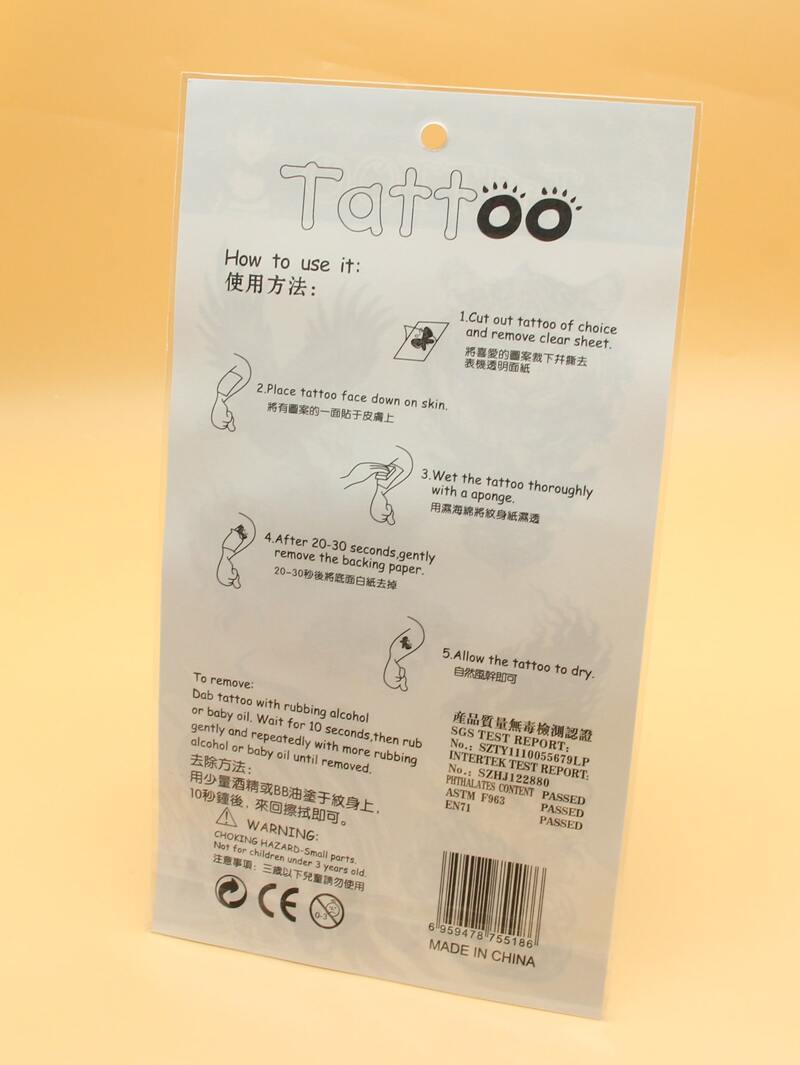 Tattoo
How to use it:
使用方法：
1.Cut out tattoo of choice
and remove clear sheet.
將喜愛的圖案裁下并撕去
表機透明面紙
2.Place tattoo face down on skin.
將有圖案的一面貼于皮膚上
3.Wet the tattoo thoroughly
with a aponge.
用濕海綿將紋身紙濕透
4.After 20-30 seconds,gently
remove the backing paper.
20-30秒後將底面白紙去掉
5.Allow the tattoo to dry.
自然風幹即可
To remove:
Dab tattoo with rubbing alcohol
or baby oil. Wait for 10 seconds,then rub
gently and repeatedly with more rubbing
alcohol or baby oil until removed.
去除方法：
用少量酒精或BB油塗于紋身上，
10秒鐘後，來回擦拭即可。
WARNING:
CHOKING HAZARD-Small parts.
Not for children under 3 years old.
注意事項：三歲以下兒童請勿使用
CE
0-3
産品質量無毒檢測認證
SGS TEST REPORT:
No.: SZTY1110055679LP
INTERTEK TEST REPORT:
No.: SZHJ122880
PHTHALATES CONTENT PASSED
ASTM F963 PASSED
EN71 PASSED
6 959478 755186
MADE IN CHINA